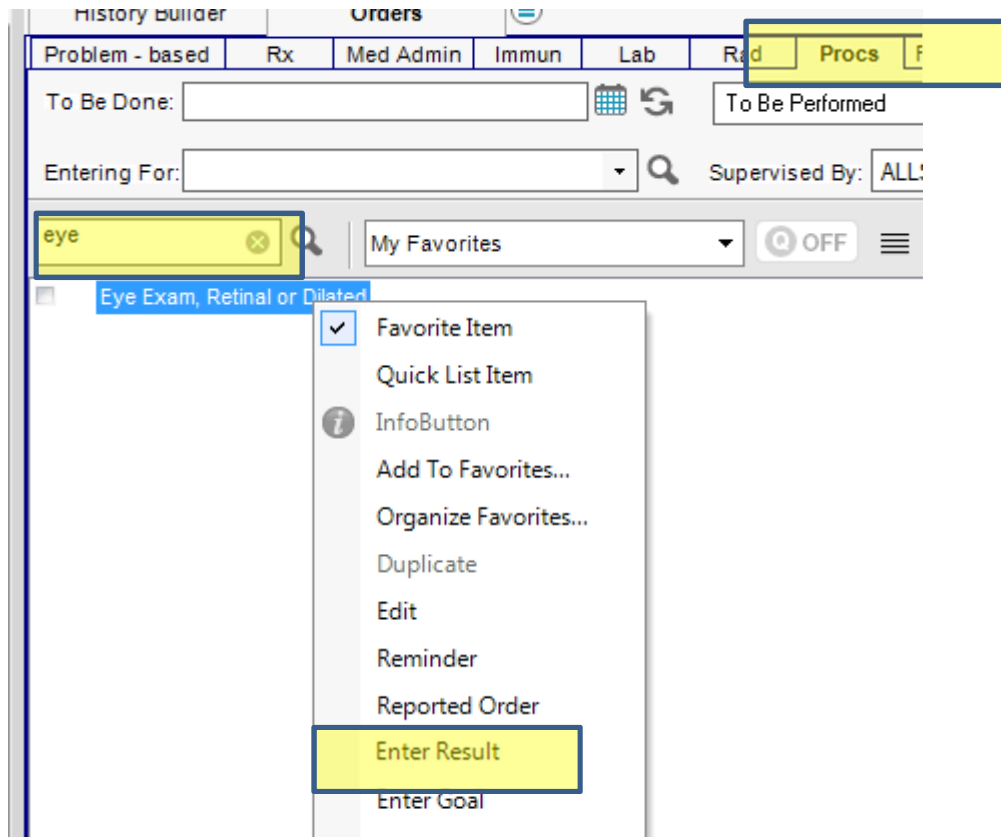 History Builder Orders
Problem - based Rx Med Admin Immun Lab Rad Procs F
To Be Done: To Be Performed
Entering For: Supervised By: ALLS
eye My Favorites Q OFF
Eye Exam, Retinal or Dilated
Favorite Item
Quick List Item
i InfoButton
Add To Favorites...
Organize Favorites...
Duplicate
Edit
Reminder
Reported Order
Enter Result
Enter Goal